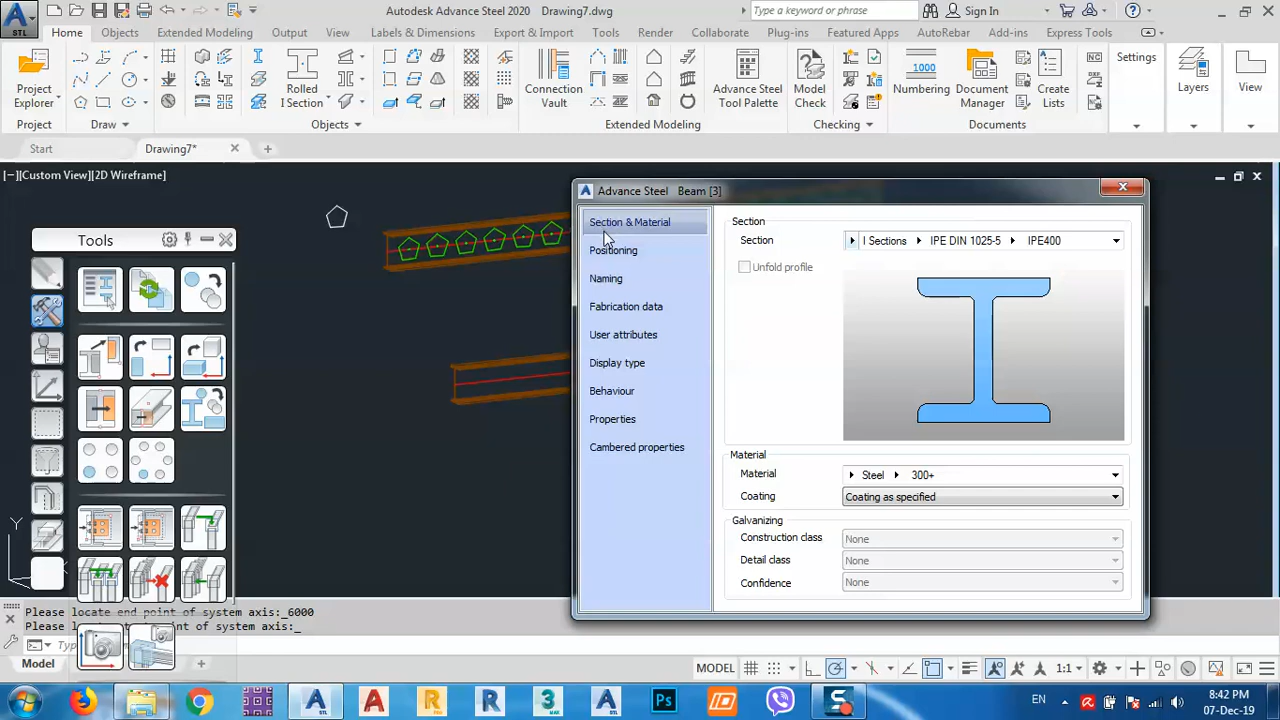 STL
Autodesk Advance Steel 2020 Drawing7.dwg
Type a keyword or phrase
Sign In
Home Objects Extended Modeling Output View Labels & Dimensions Export & Import Tools Render Collaborate Plug-ins Featured Apps AutoRebar Add-ins Express Tools
Project Explorer
Rolled I Section
Connection Vault
Advance Steel Tool Palette
Model Check
1000
Numbering
Document Manager
Create Lists
NC
Settings
Layers
View
Project
Draw
Objects
Extended Modeling
Checking
Documents
Start
Drawing7*
[−][Custom View][2D Wireframe]
Tools
Advance Steel Beam [3]
Section & Material
Positioning
Naming
Fabrication data
User attributes
Display type
Behaviour
Properties
Cambered properties
Section
Section I Sections IPE DIN 1025-5 IPE400
Unfold profile
Material
Material Steel 300+
Coating Coating as specified
Galvanizing
Construction class None
Detail class None
Confidence None
Y
Please locate end point of system axis:_6000
Model
MODEL
1:1
STL
A
R
R
3
STL
Ps
S
EN
8:42 PM
07-Dec-19